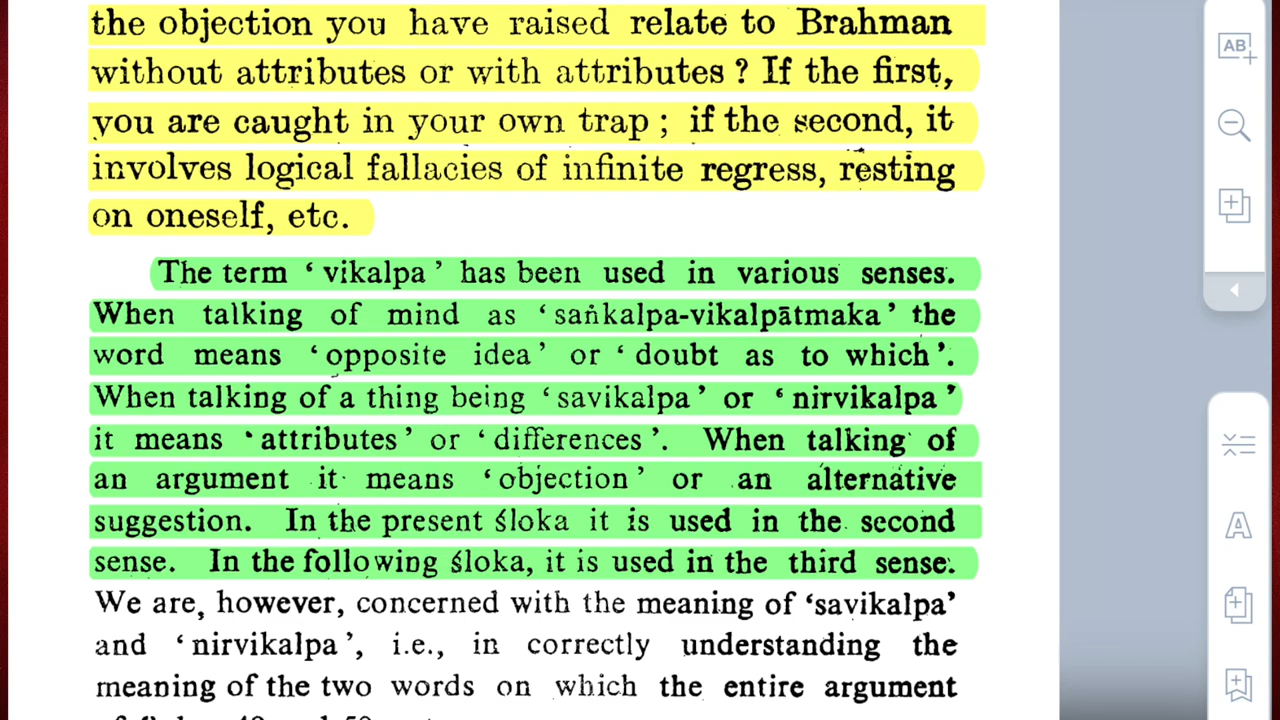 the objection you have raised relate to Brahman
without attributes or with attributes ? If the first,
you are caught in your own trap ; if the second, it
involves logical fallacies of infinite regress, resting
on oneself, etc.
The term ‘ vikalpa ’ has been used in various senses.
When talking of mind as ‘ saṅkalpa-vikalpātmaka ’ the
word means ‘opposite idea’ or ‘ doubt as to which ’.
When talking of a thing being ‘ savikalpa ’ or ‘ nirvikalpa ’
it means ‘attributes’ or ‘differences’. When talking of
an argument it means ‘objection’ or an alternative
suggestion. In the present śloka it is used in the second
sense. In the following śloka, it is used in the third sense.
We are, however, concerned with the meaning of ‘savikalpa’
and ‘nirvikalpa’, i.e., in correctly understanding the
meaning of the two words on which the entire argument
AB
A